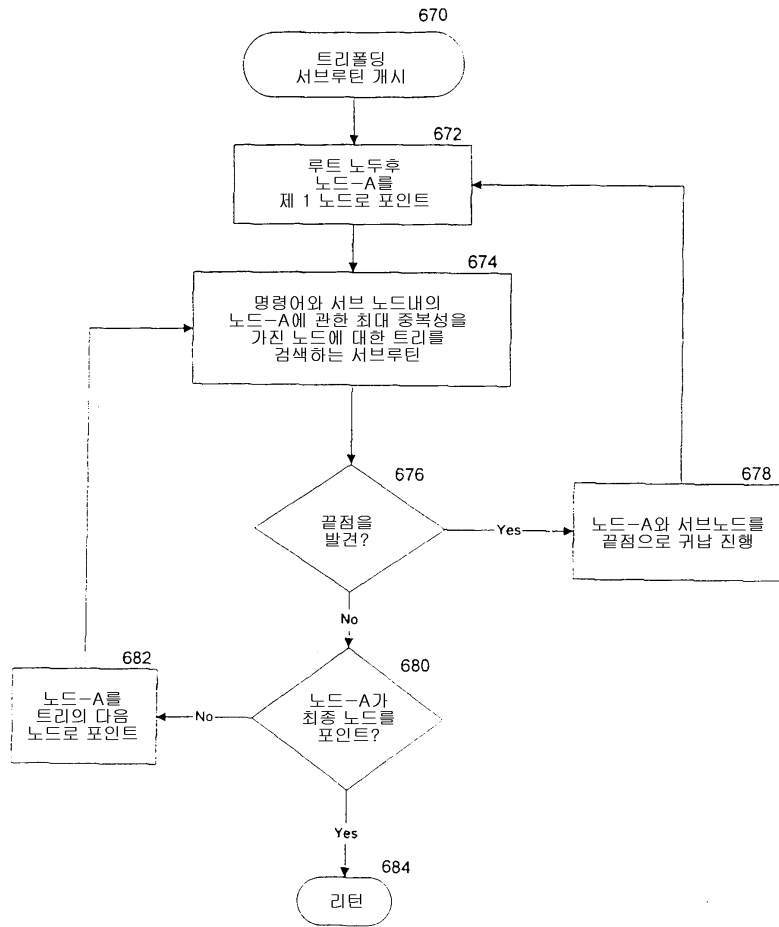 670
트리폴딩
서브루틴 개시
672
루트 노두후
노드-A를
제 1 노드로 포인트
674
명령어와 서브 노드내의
노드-A에 관한 최대 중복성을
가진 노드에 대한 트리를
검색하는 서브루틴
676
끝점을
발견?
Yes
678
노드-A와 서브노드를
끝점으로 귀납 진행
No
680
노드-A가
최종 노드를
포인트?
No
682
노드-A를
트리의 다음
노드로 포인트
Yes
684
리턴